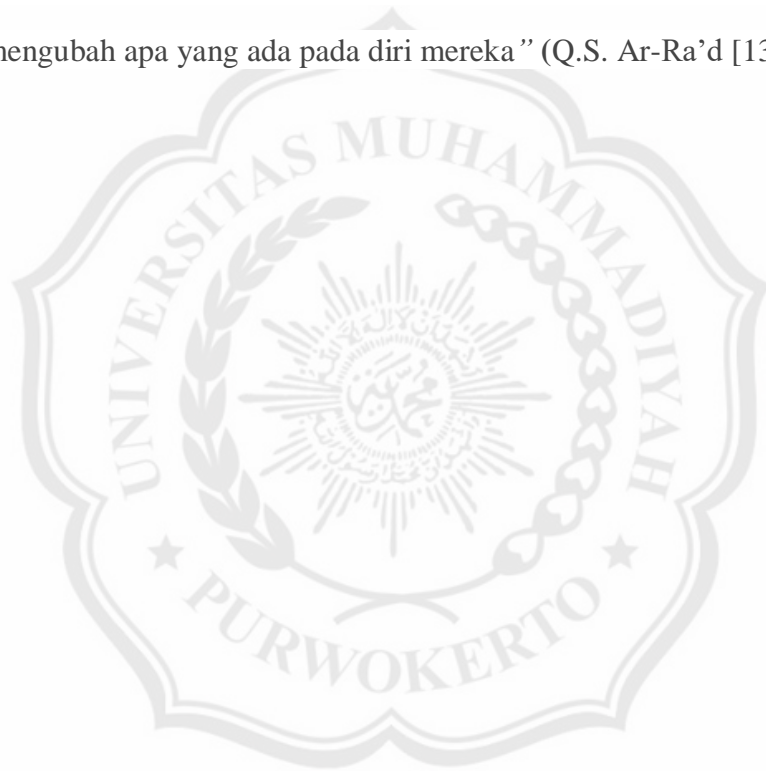 mengubah apa yang ada pada diri mereka” (Q.S. Ar-Ra’d [13
UNIVERSITAS MUHAMMADIYAH
PURWOKERTO